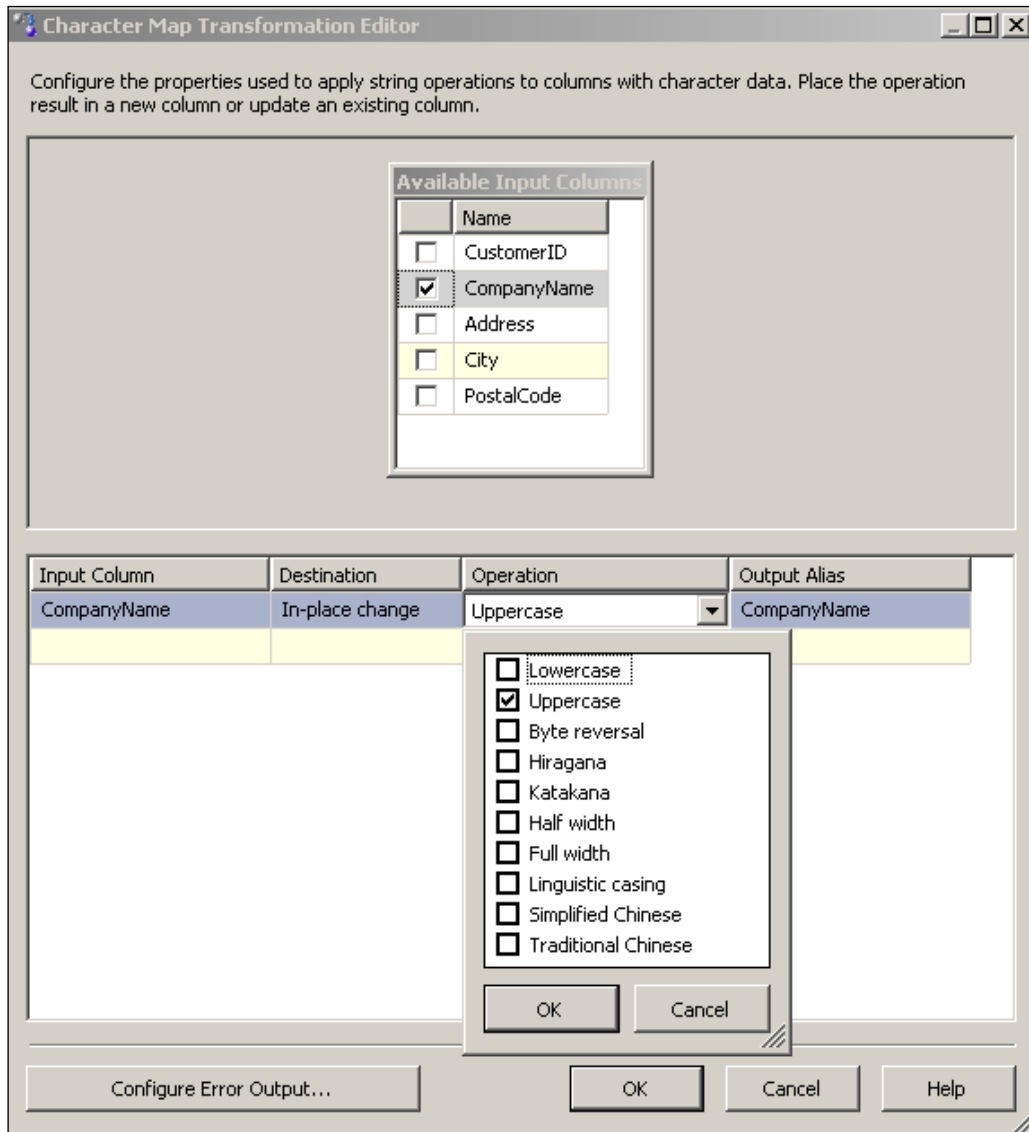 Character Map Transformation Editor
Configure the properties used to apply string operations to columns with character data. Place the operation
result in a new column or update an existing column.
Available Input Columns
Name
CustomerID
CompanyName
Address
City
PostalCode
Input Column Destination Operation Output Alias
CompanyName In-place change Uppercase CompanyName
Lowercase
Uppercase
Byte reversal
Hiragana
Katakana
Half width
Full width
Linguistic casing
Simplified Chinese
Traditional Chinese
OK Cancel
Configure Error Output... OK Cancel Help